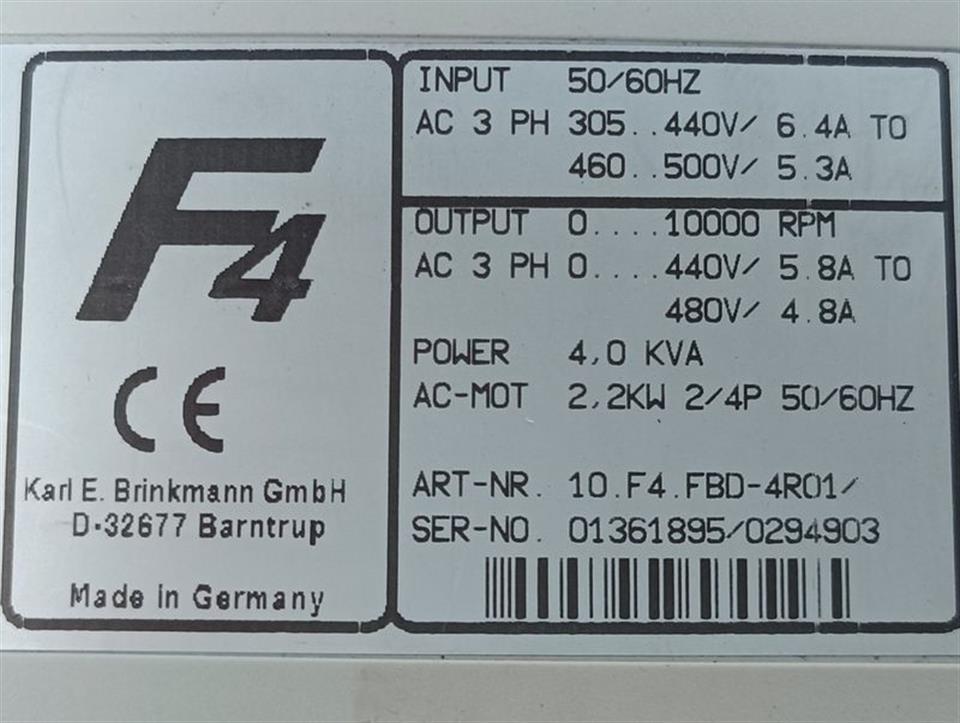 F4
CE
Karl E. Brinkmann GmbH
D-32677 Barntrup
Made in Germany
INPUT 50/60HZ
AC 3 PH 305..440V/ 6.4A TO
460..500V/ 5.3A
OUTPUT 0....10000 RPM
AC 3 PH 0....440V/ 5.8A TO
480V/ 4.8A
POWER 4,0 KVA
AC-MOT 2,2KW 2/4P 50/60HZ
ART-NR. 10.F4.FBD-4R01/
SER-NO. 01361895/0294903